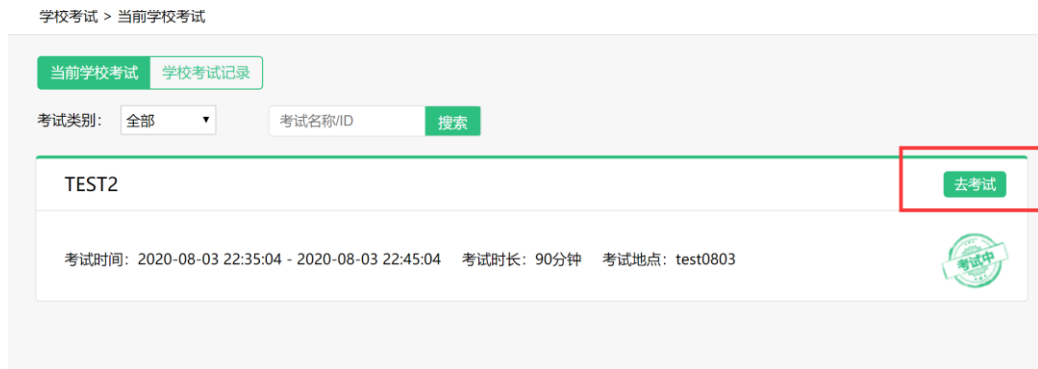 学校考试 > 当前学校考试
当前学校考试 学校考试记录
考试类别： 全部 考试名称/ID 搜索
TEST2 去考试
考试时间：2020-08-03 22:35:04 - 2020-08-03 22:45:04 考试时长：90分钟 考试地点：test0803
考试中